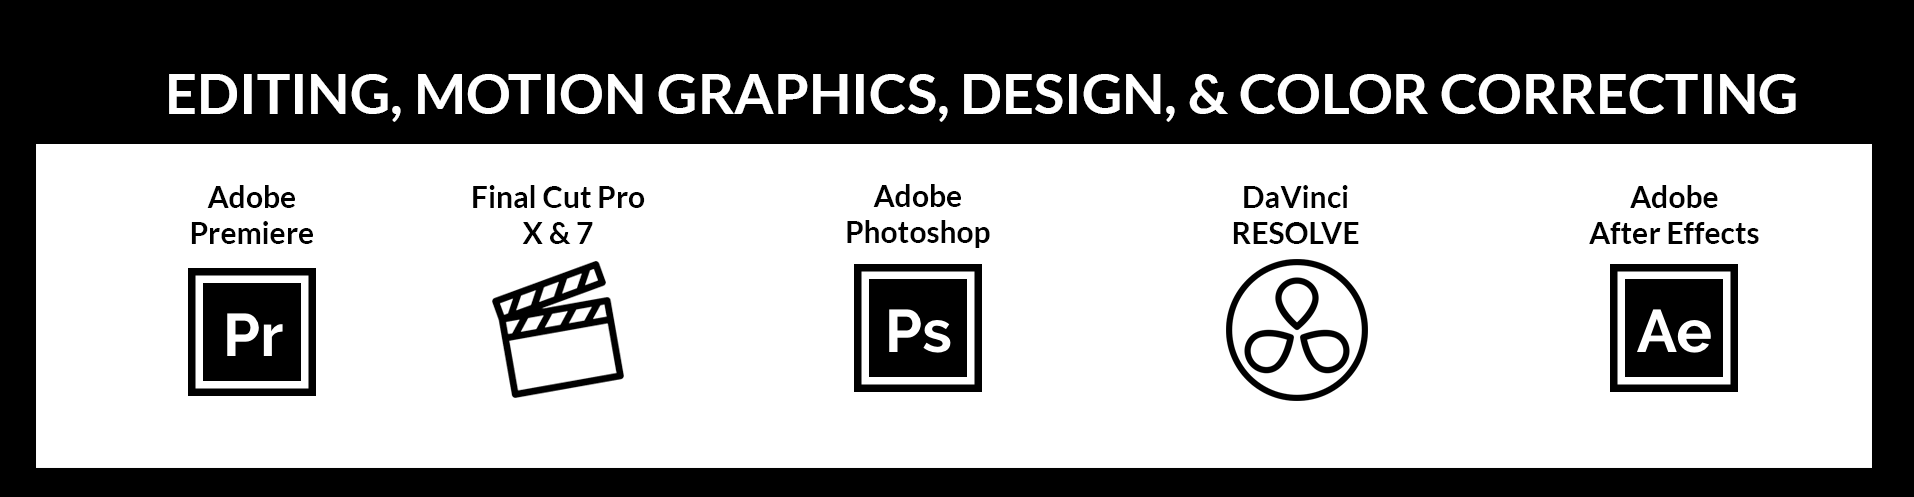 EDITING, MOTION GRAPHICS, DESIGN, & COLOR CORRECTING
Adobe
Premiere
Pr
Final Cut Pro
X & 7
Adobe
Photoshop
Ps
DaVinci
RESOLVE
Adobe
After Effects
Ae